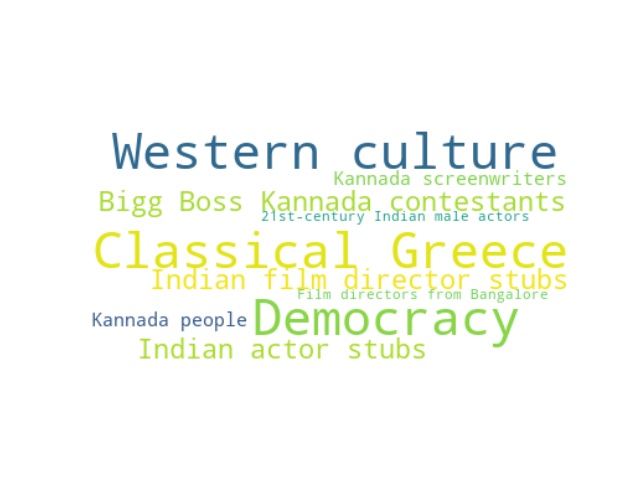 Western culture
Kannada screenwriters
Bigg Boss Kannada contestants
21st-century Indian male actors
Classical Greece
Indian film director stubs
Film directors from Bangalore
Kannada people
Democracy
Indian actor stubs